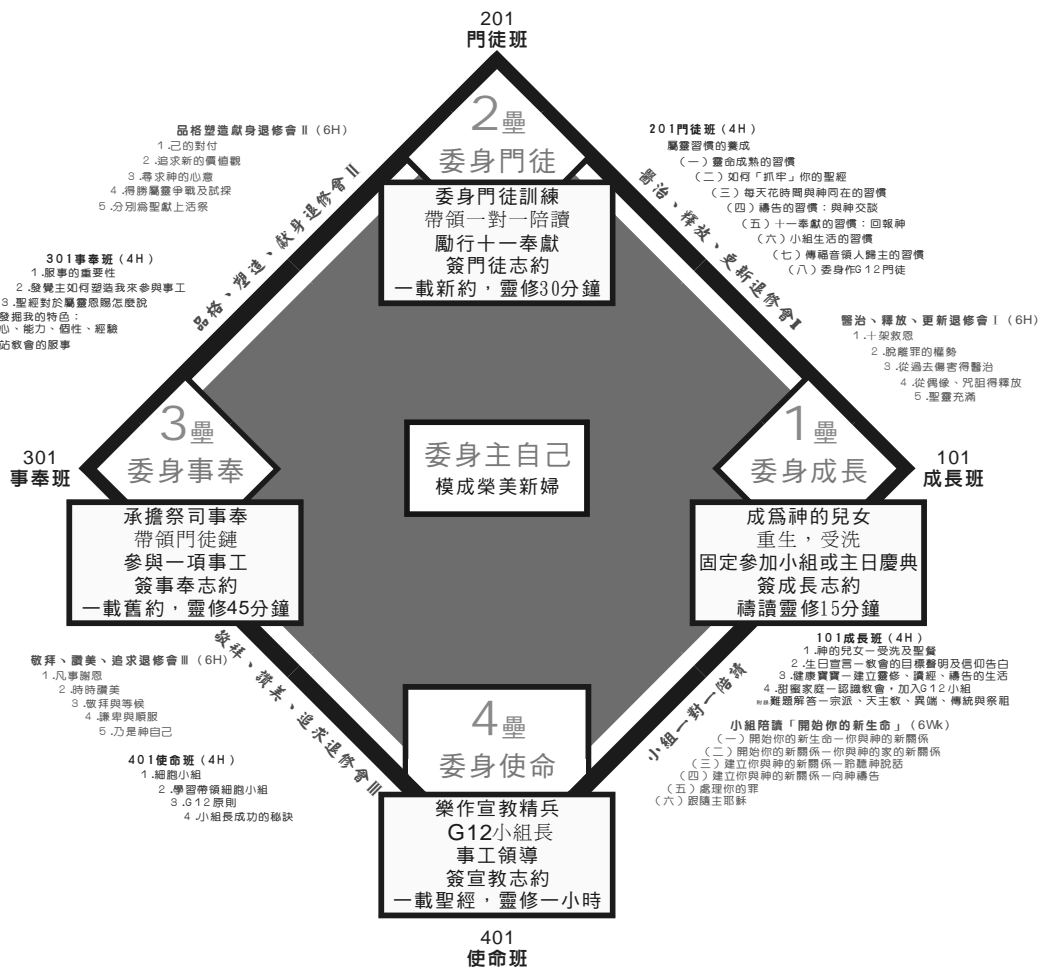 201
門徒班
2壘
委身門徒
委身門徒訓練
帶領一對一陪讀
勵行十一奉獻
簽門徒志約
一載新約，靈修30分鐘
品格塑造獻身退修會Ⅱ（6H）
1.己的對付
2.追求新的價值觀
3.尋求神的心意
4.得勝屬靈爭戰及試探
5.分別為聖獻上活祭
品格、塑造、獻身退修會Ⅱ
301事奉班（4H）
1.服事的重要性
2.發覺主如何塑造我來參與事工
3.聖經對於屬靈恩賜怎麼說
發掘我的特色：
心、能力、個性、經驗
站教會的服事
201門徒班（4H）
屬靈習慣的養成
（一）靈命成熟的習慣
（二）如何「抓牢」你的聖經
（三）每天花時間與神同在的習慣
（四）禱告的習慣：與神交談
（五）十一奉獻的習慣：回報神
（六）小組生活的習慣
（七）傳福音領人歸主的習慣
（八）委身作G12門徒
醫治、釋放、更新退修會Ⅰ
醫治、釋放、更新退修會Ⅰ（6H）
1.十架救恩
2.脫離罪的權勢
3.從過去傷害得醫治
4.從偶像、咒詛得釋放
5.聖靈充滿
301
事奉班
3壘
委身事奉
承擔祭司事奉
帶領門徒鏈
參與一項事工
簽事奉志約
一載舊約，靈修45分鐘
委身主自己
模成榮美新婦
1壘
委身成長
101
成長班
成爲神的兒女
重生，受洗
固定參加小組或主日慶典
簽成長志約
禱讀靈修15分鐘
敬拜、讚美、追求退修會Ⅲ（6H）
1.凡事謝恩
2.時時讚美
3.敬拜與等候
4.謙卑與順服
5.乃是神自己
敬拜、讚美、追求退修會Ⅲ
401使命班（4H）
1.細胞小組
2.學習帶領細胞小組
3.G12原則
4.小組長成功的秘訣
4壘
委身使命
樂作宣教精兵
G12小組長
事工領導
簽宣教志約
一載聖經，靈修一小時
401
使命班
小組一對一陪讀
101成長班（4H）
1.神的兒女－受洗及聖餐
2.生日宣言－教會的目標聲明及信仰告白
3.健康寶寶－建立靈修、讀經、禱告的生活
4.甜蜜家庭－認識教會，加入G12小組
附錄難題解答－宗派、天主教、異端、傳統與祭祖
小組陪讀「開始你的新生命」（6Wk）
（一）開始你的新生命－你與神的新關係
（二）開始你的新關係－你與神的家的新關係
（三）建立你與神的新關係－聆聽神說話
（四）建立你與神的新關係－向神禱告
（五）處理你的罪
（六）跟隨主耶穌